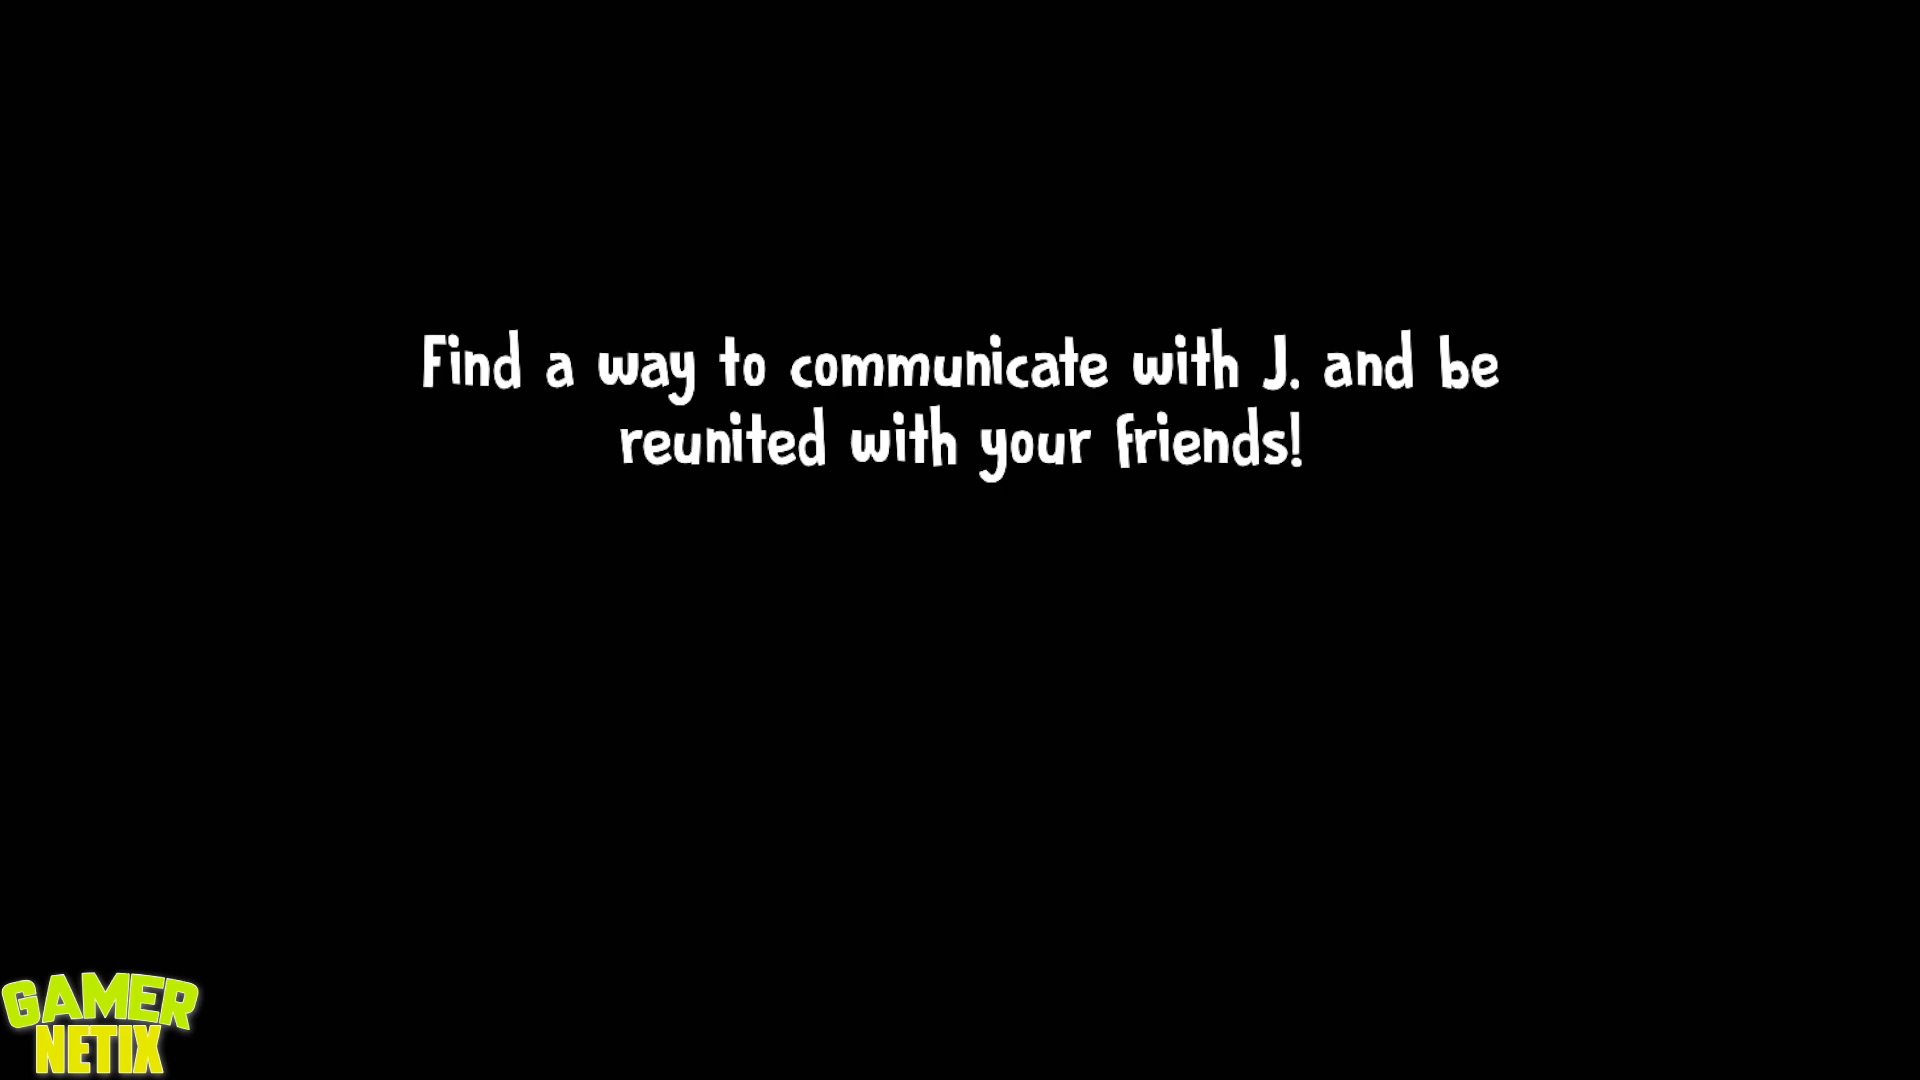 Find a way to communicate with J. and be
reunited with your friends!
GAMER
NETIX